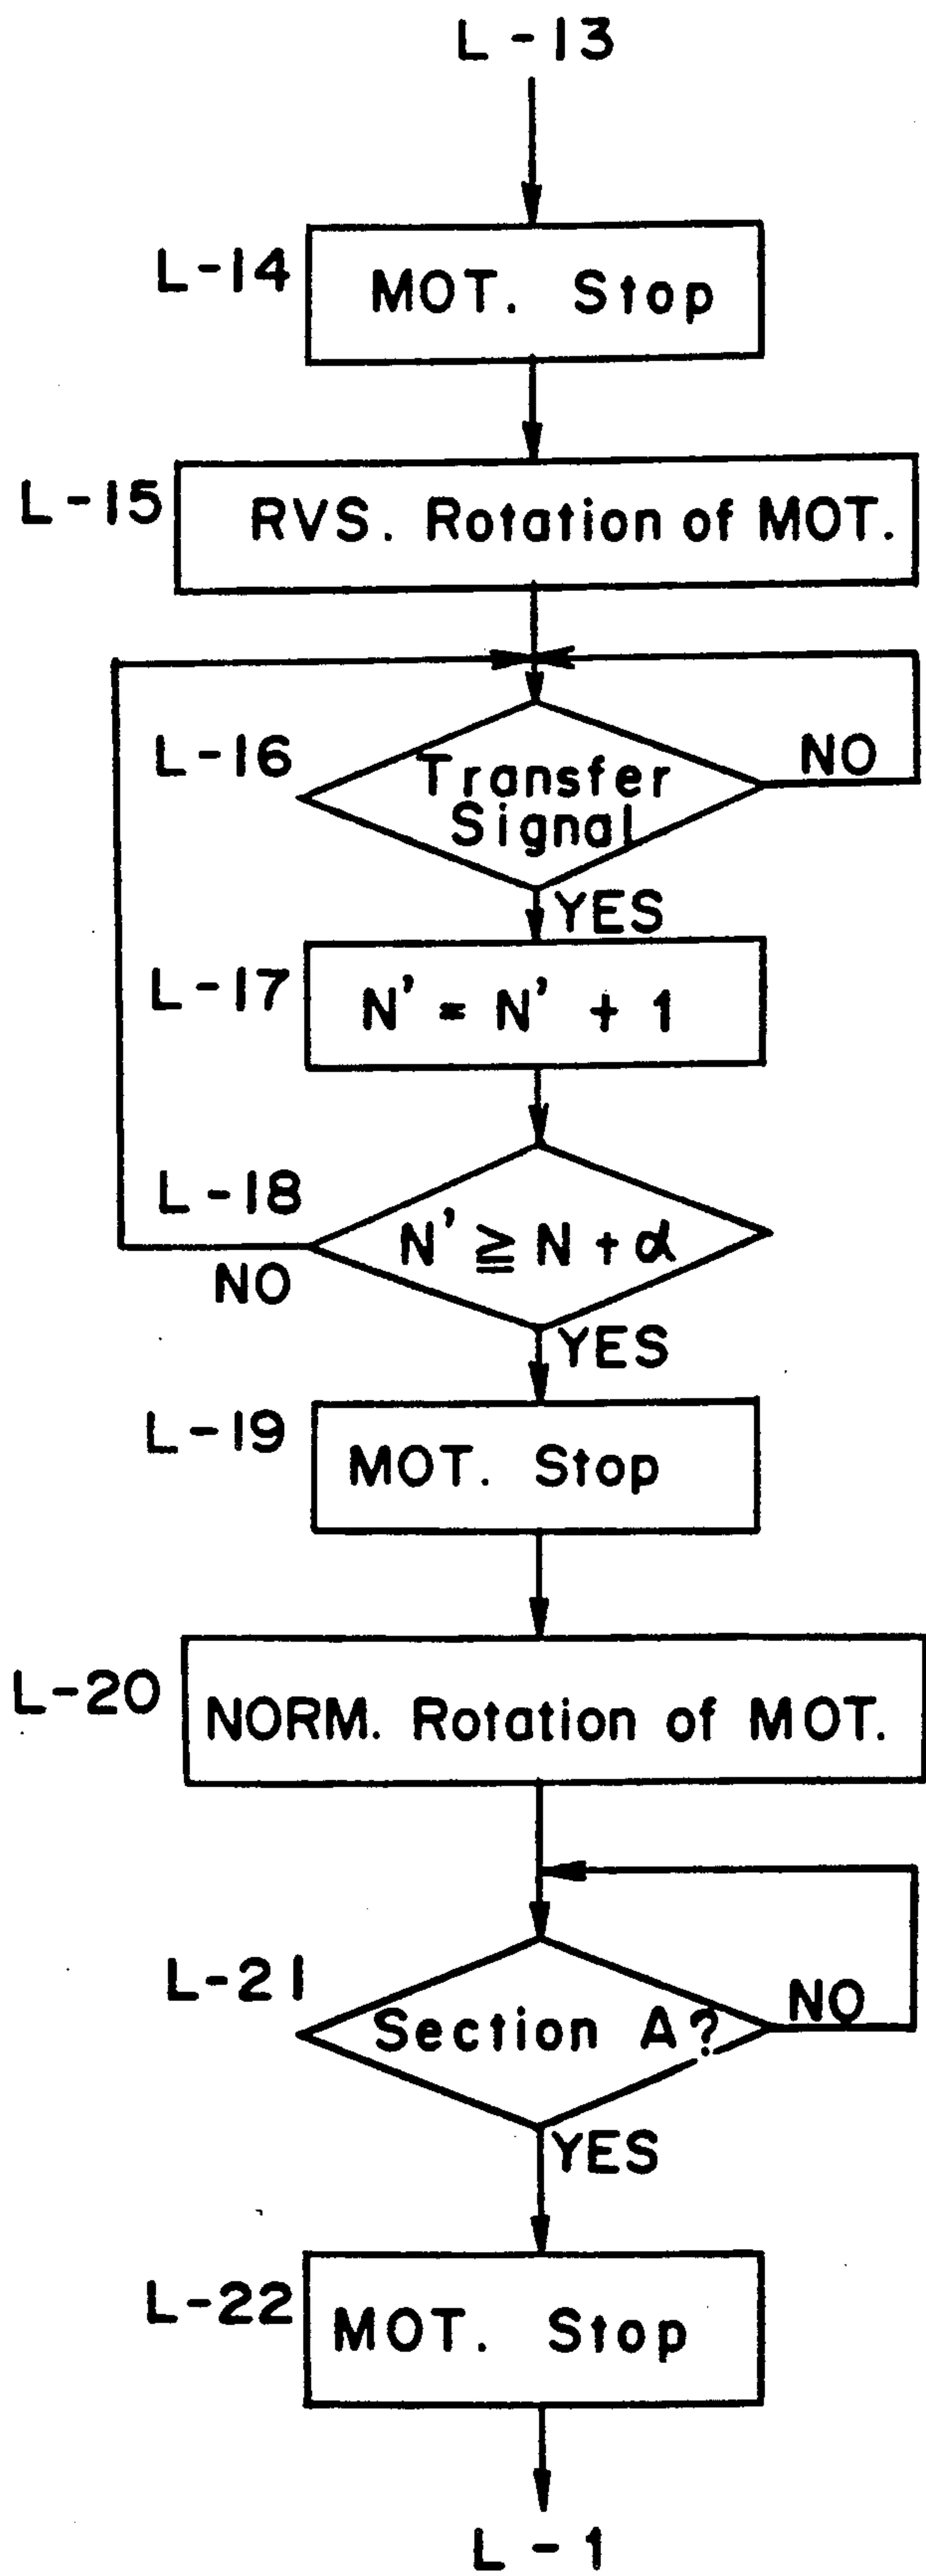 L-13
L-14
MOT. Stop
L-15
RVS. Rotation of MOT.
L-16
Transfer
Signal
NO
YES
L-17
N' = N' + 1
L-18
N' ≧ N + α
NO
YES
L-19
MOT. Stop
L-20
NORM. Rotation of MOT.
L-21
Section A?
NO
YES
L-22
MOT. Stop
L-1